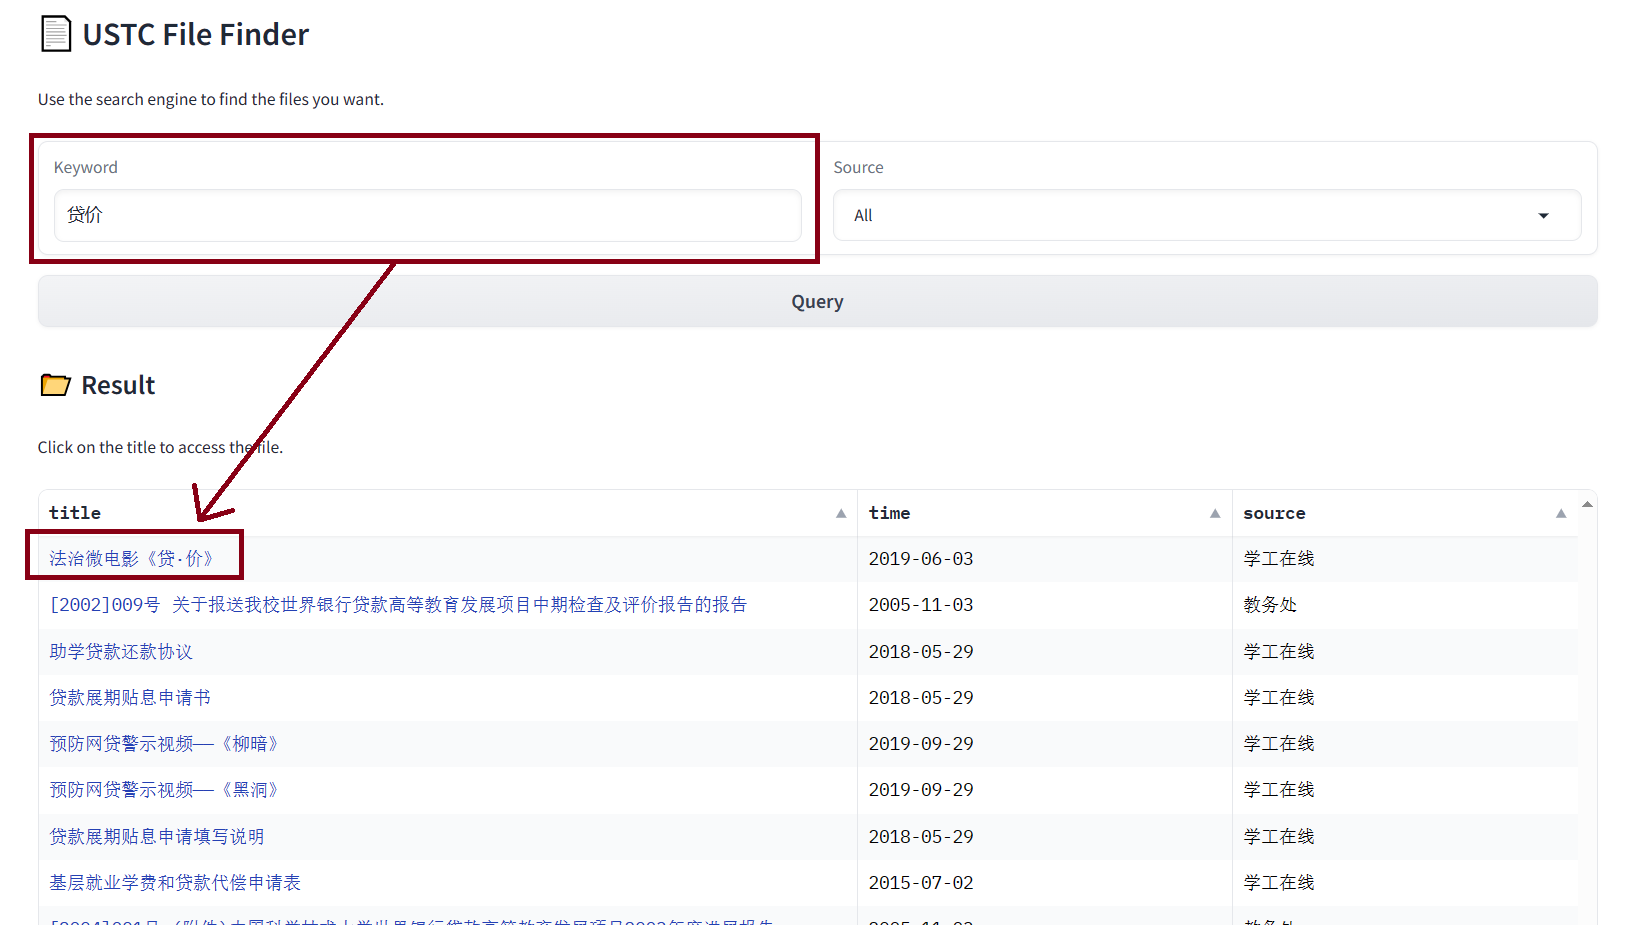 USTC File Finder
Use the search engine to find the files you want.
Keyword
Source
贷价
All
Query
Result
Click on the title to access the file.
title time source
法治微电影《贷·价》 2019-06-03 学工在线
[2002]009号 关于报送我校世界银行贷款高等教育发展项目中期检查及评价报告的报告 2005-11-03 教务处
助学贷款还款协议 2018-05-29 学工在线
贷款展期贴息申请书 2018-05-29 学工在线
预防网贷警示视频——《柳暗》 2019-09-29 学工在线
预防网贷警示视频——《黑洞》 2019-09-29 学工在线
贷款展期贴息申请填写说明 2018-05-29 学工在线
基层就业学费和贷款代偿申请表 2015-07-02 学工在线